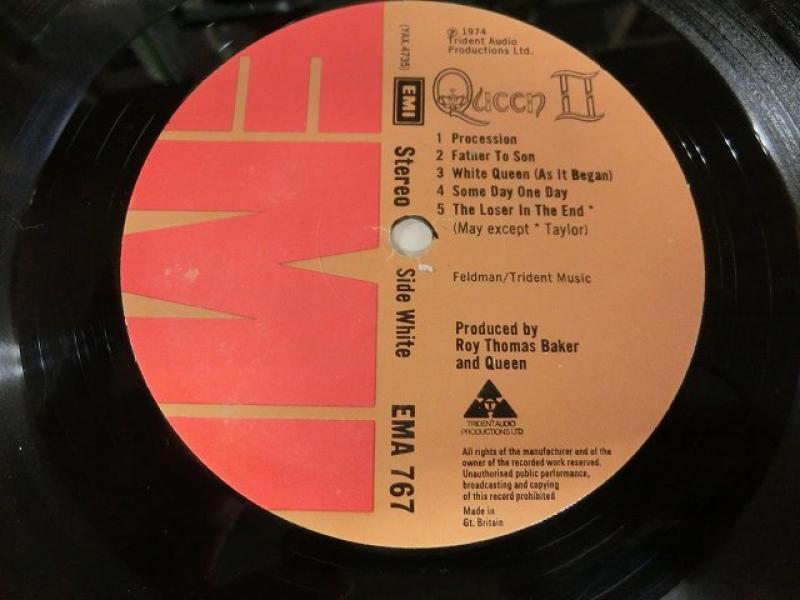 EMI
(YAX.4735)
EMI
Stereo
Side White
EMA 767
℗ 1974
Trident Audio
Productions Ltd.
Queen II
1 Procession
2 Father To Son
3 White Queen (As It Began)
4 Some Day One Day
5 The Loser In The End *
(May except * Taylor)
Feldman/Trident Music
Produced by
Roy Thomas Baker
and Queen
T
TRIDENT AUDIO
PRODUCTIONS LTD
All rights of the manufacturer and of the
owner of the recorded work reserved.
Unauthorised public performance,
broadcasting and copying
of this record prohibited
Made in
Gt. Britain